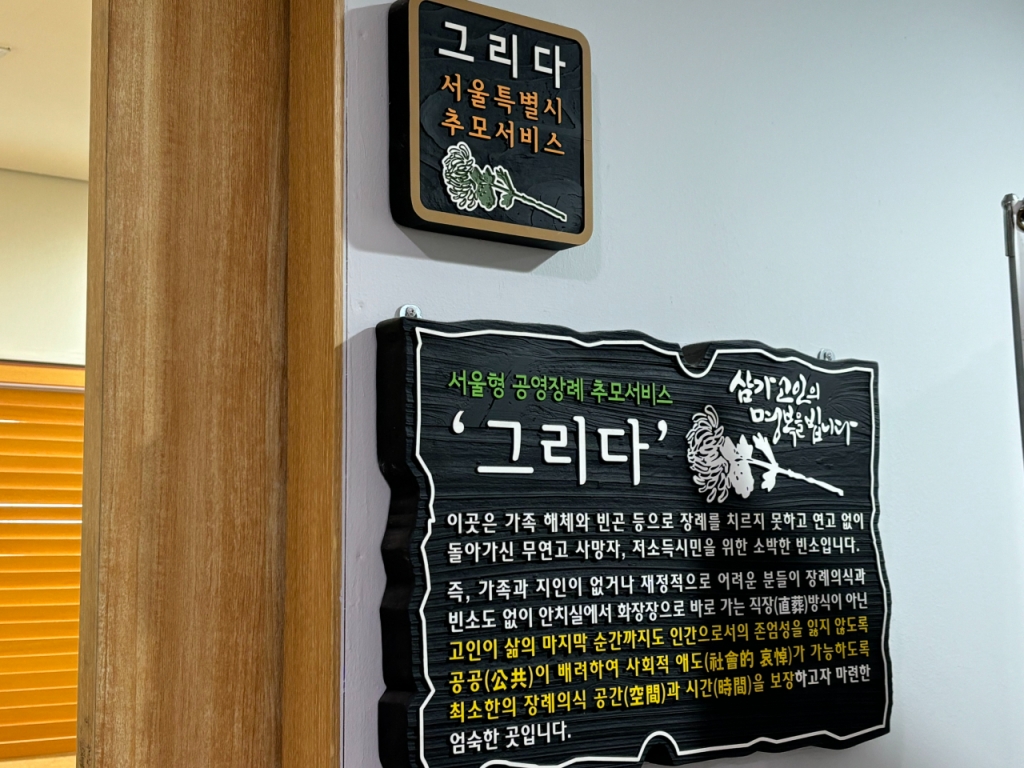 그리다
서울특별시
추모서비스
서울형 공영장례 추모서비스
‘그리다’
삼가 고인의
명복을 빕니다
이곳은 가족 해체와 빈곤 등으로 장례를 치르지 못하고 연고 없이
돌아가신 무연고 사망자, 저소득시민을 위한 소박한 빈소입니다.
즉, 가족과 지인이 없거나 재정적으로 어려운 분들이 장례의식과
빈소도 없이 안치실에서 화장장으로 바로 가는 직장(直葬)방식이 아닌
고인이 삶의 마지막 순간까지도 인간으로서의 존엄성을 잃지 않도록
공공(公共)이 배려하여 사회적 애도(社會的 哀悼)가 가능하도록
최소한의 장례의식 공간(空間)과 시간(時間)을 보장하고자 마련한
엄숙한 곳입니다.